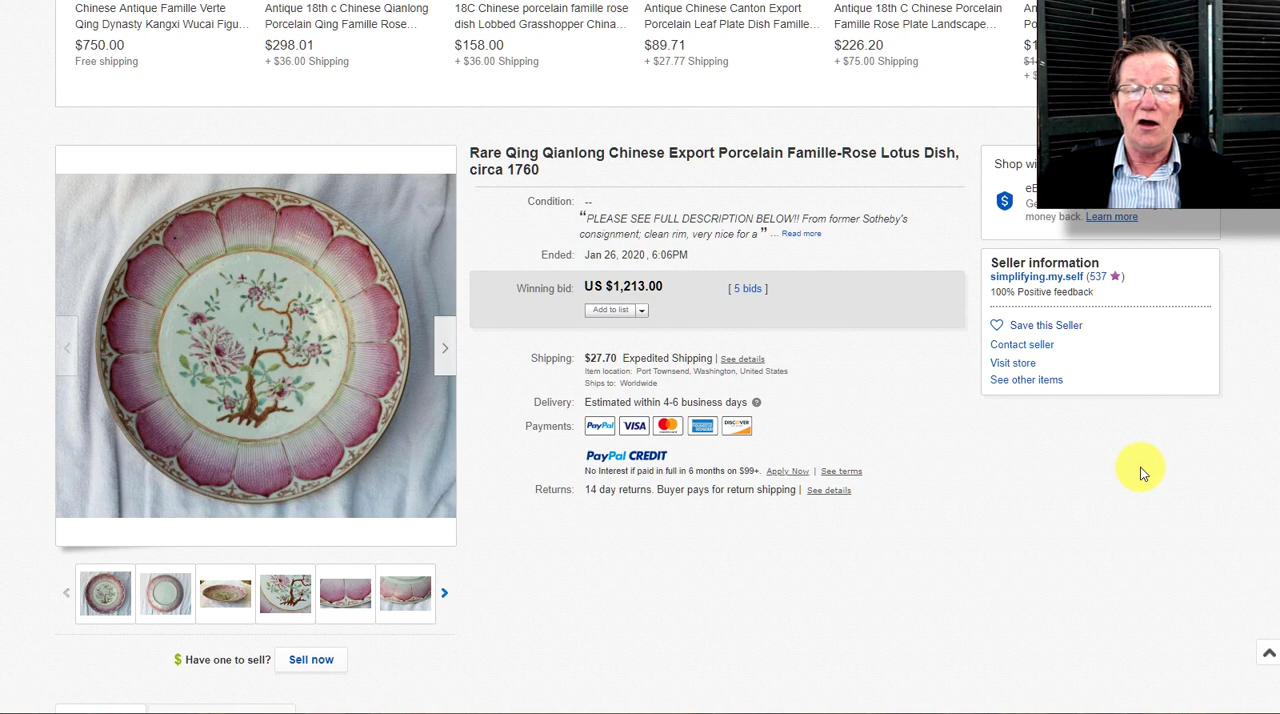 Chinese Antique Famille Verte
Qing Dynasty Kangxi Wucai Figu…
$750.00
Free shipping
Antique 18th c Chinese Qianlong
Porcelain Qing Famille Rose…
$298.01
+ $36.00 Shipping
18C Chinese porcelain famille rose
dish Lobbed Grasshopper China…
$158.00
+ $36.00 Shipping
Antique Chinese Canton Export
Porcelain Leaf Plate Dish Famille…
$89.71
+ $27.77 Shipping
Antique 18th C Chinese Porcelain
Famille Rose Plate Landscape…
$226.20
+ $75.00 Shipping
Rare Qing Qianlong Chinese Export Porcelain Famille-Rose Lotus Dish,
circa 1760
Condition: --
“PLEASE SEE FULL DESCRIPTION BELOW!! From former Sotheby's
consignment; clean rim, very nice for a ” ... Read more
Ended: Jan 26, 2020 , 6:06PM
Winning bid: US $1,213.00 [ 5 bids ]
Add to list
Shipping: $27.70 Expedited Shipping | See details
Item location: Port Townsend, Washington, United States
Ships to: Worldwide
Delivery: Estimated within 4-6 business days
Payments: PayPal VISA MasterCard DISCOVER
PayPal CREDIT
No Interest if paid in full in 6 months on $99+. Apply Now | See terms
Returns: 14 day returns. Buyer pays for return shipping | See details
Shop wi
money back. Learn more
Seller information
simplifying.my.self (537 ★)
100% Positive feedback
Save this Seller
Contact seller
Visit store
See other items
$ Have one to sell? Sell now